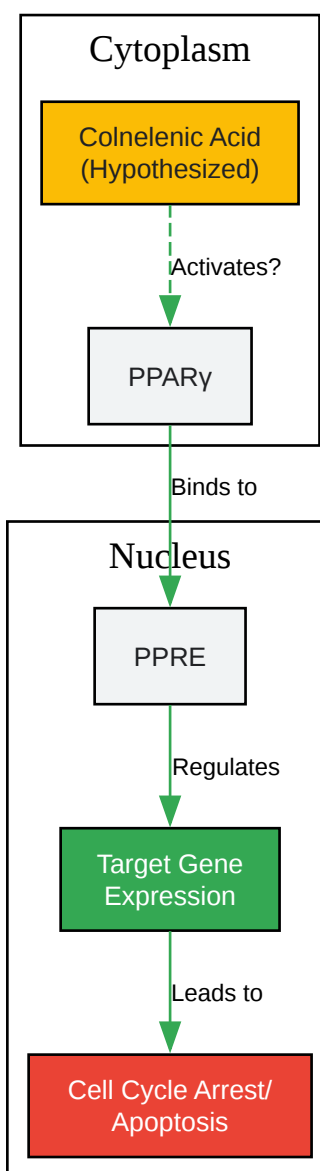 Cytoplasm
Colnelenic Acid
(Hypothesized)
Activates?
PPARγ
Binds to
Nucleus
PPRE
Regulates
Target Gene
Expression
Leads to
Cell Cycle Arrest/
Apoptosis